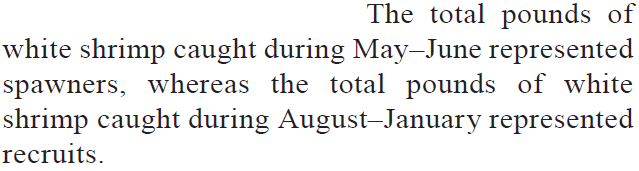 The total pounds of
white shrimp caught during May–June represented
spawners, whereas the total pounds of white
shrimp caught during August–January represented
recruits.